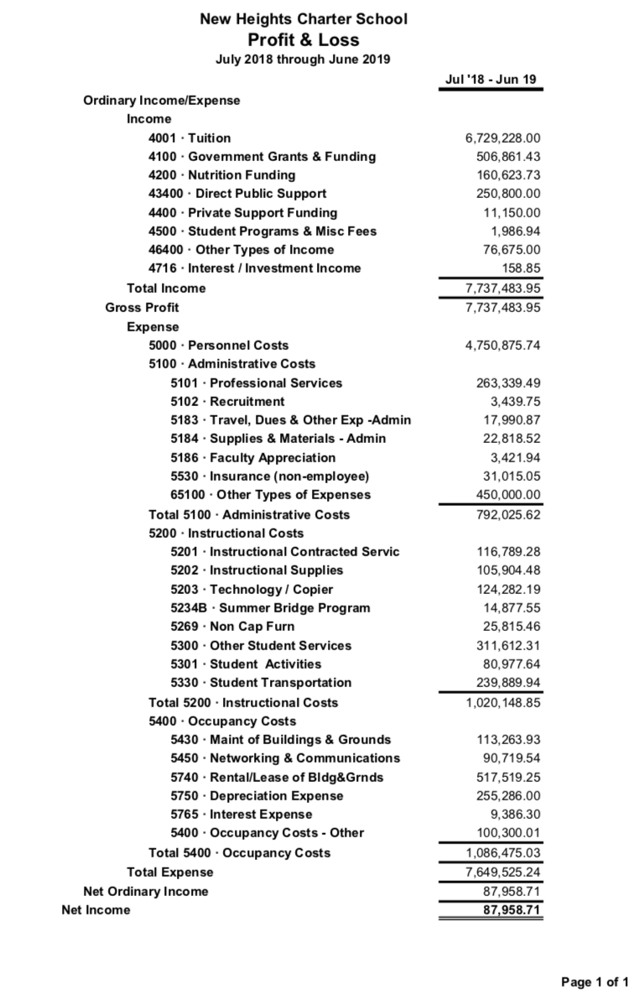 New Heights Charter School
Profit & Loss
July 2018 through June 2019
Jul '18 - Jun 19
Ordinary Income/Expense
Income
4001 · Tuition 6,729,228.00
4100 · Government Grants & Funding 506,861.43
4200 · Nutrition Funding 160,623.73
43400 · Direct Public Support 250,800.00
4400 · Private Support Funding 11,150.00
4500 · Student Programs & Misc Fees 1,986.94
46400 · Other Types of Income 76,675.00
4716 · Interest / Investment Income 158.85
Total Income 7,737,483.95
Gross Profit 7,737,483.95
Expense
5000 · Personnel Costs 4,750,875.74
5100 · Administrative Costs
5101 · Professional Services 263,339.49
5102 · Recruitment 3,439.75
5183 · Travel, Dues & Other Exp -Admin 17,990.87
5184 · Supplies & Materials - Admin 22,818.52
5186 · Faculty Appreciation 3,421.94
5530 · Insurance (non-employee) 31,015.05
65100 · Other Types of Expenses 450,000.00
Total 5100 · Administrative Costs 792,025.62
5200 · Instructional Costs
5201 · Instructional Contracted Servic 116,789.28
5202 · Instructional Supplies 105,904.48
5203 · Technology / Copier 124,282.19
5234B · Summer Bridge Program 14,877.55
5269 · Non Cap Furn 25,815.46
5300 · Other Student Services 311,612.31
5301 · Student Activities 80,977.64
5330 · Student Transportation 239,889.94
Total 5200 · Instructional Costs 1,020,148.85
5400 · Occupancy Costs
5430 · Maint of Buildings & Grounds 113,263.93
5450 · Networking & Communications 90,719.54
5740 · Rental/Lease of Bldg&Grnds 517,519.25
5750 · Depreciation Expense 255,286.00
5765 · Interest Expense 9,386.30
5400 · Occupancy Costs - Other 100,300.01
Total 5400 · Occupancy Costs 1,086,475.03
Total Expense 7,649,525.24
Net Ordinary Income 87,958.71
Net Income 87,958.71
Page 1 of 1